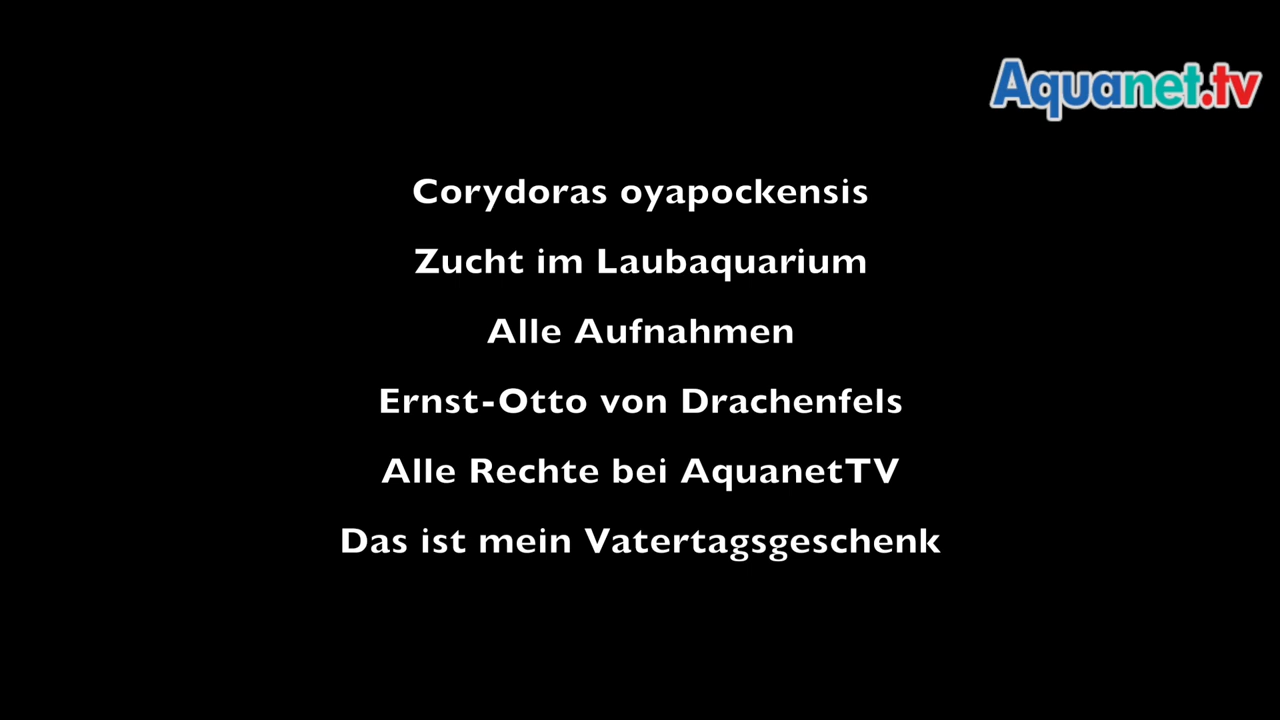 Aquanet.tv
Corydoras oyapockensis
Zucht im Laubaquarium
Alle Aufnahmen
Ernst-Otto von Drachenfels
Alle Rechte bei AquanetTV
Das ist mein Vatertagsgeschenk